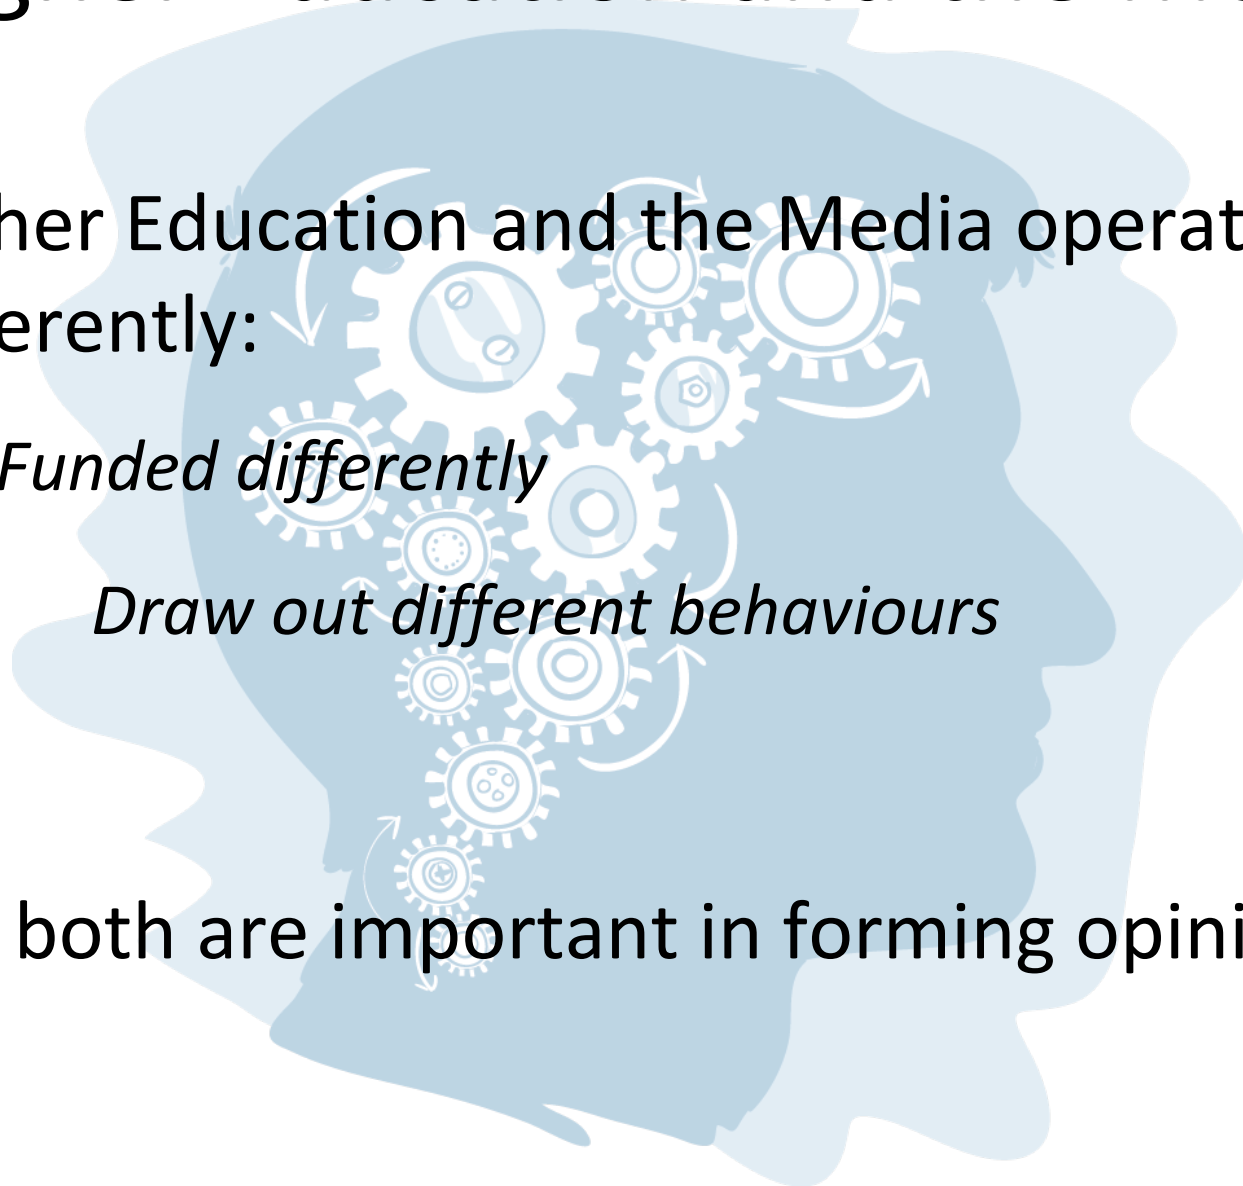 her Education and the Media operat
erently:
Funded differently
Draw out different behaviours
both are important in forming opini